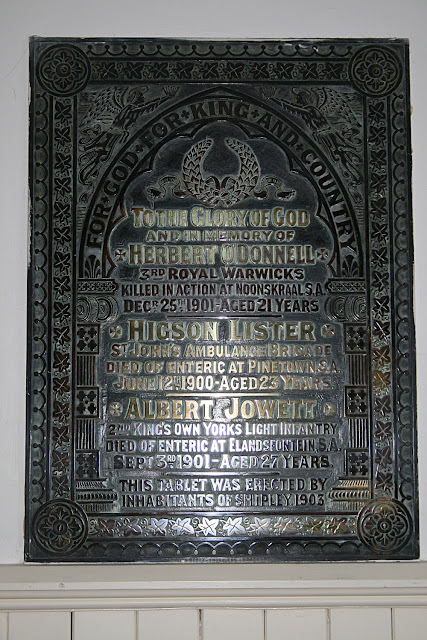 FOR·GOD·FOR·KING·AND·COUNTRY
TO THE GLORY OF GOD
AND IN MEMORY OF
HERBERT O'DONNELL
3RD ROYAL WARWICKS
KILLED IN ACTION AT NOONSKRAAL S.A.
DECR 25TH 1901-AGED 21 YEARS
HIGSON LISTER
ST JOHN'S AMBULANCE BRIGADE
DIED OF ENTERIC AT PINETOWN S.A.
JUNE 12TH 1900-AGED 23 YEARS
ALBERT JOWETT
2ND KING'S OWN YORKS LIGHT INFANTRY
DIED OF ENTERIC AT ELANDSFONTEIN, S.A.
SEPT 3RD 1901-AGED 27 YEARS
THIS TABLET WAS ERECTED BY
INHABITANTS OF SHIPLEY 1903